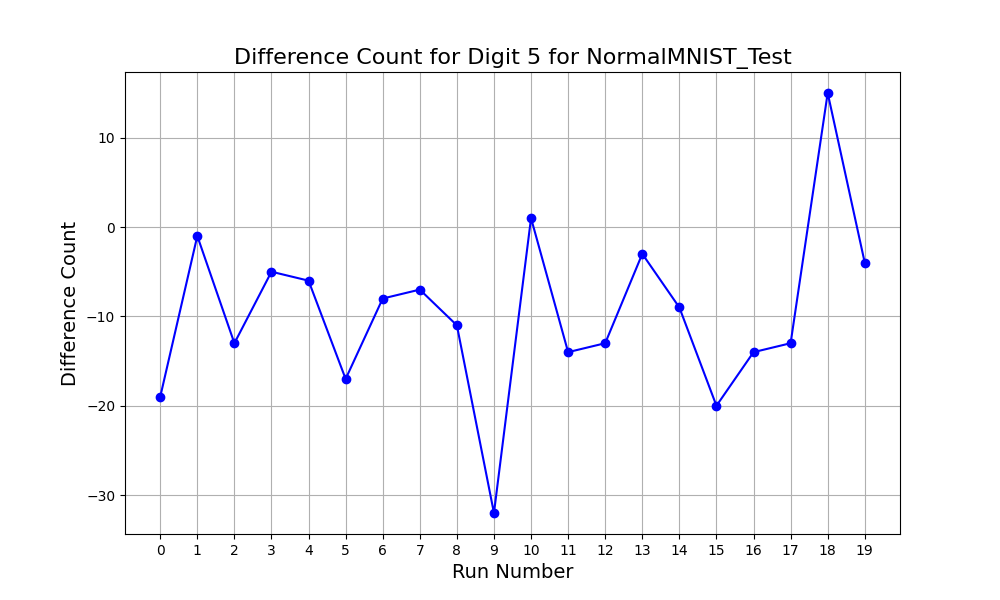 Difference Count for Digit 5 for NormalMNIST_Test
Difference Count
10
0
−10
−20
−30
0 1 2 3 4 5 6 7 8 9 10 11 12 13 14 15 16 17 18 19
Run Number